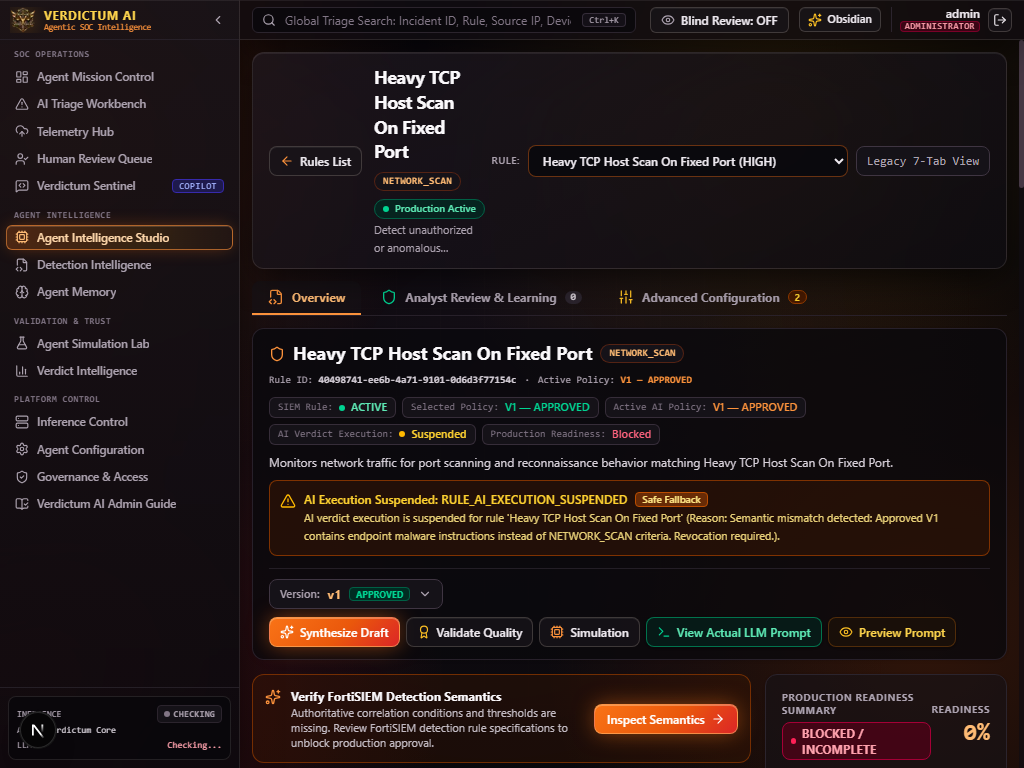 VERDICTUM AI
Agentic SOC Intelligence
SOC OPERATIONS
Agent Mission Control
AI Triage Workbench
Telemetry Hub
Human Review Queue
Verdictum Sentinel
COPILOT
AGENT INTELLIGENCE
Agent Intelligence Studio
Detection Intelligence
Agent Memory
VALIDATION & TRUST
Agent Simulation Lab
Verdict Intelligence
PLATFORM CONTROL
Inference Control
Agent Configuration
Governance & Access
Verdictum AI Admin Guide
CHECKING
rdictum Core
Checking...
N
Global Triage Search: Incident ID, Rule, Source IP, Devi
Ctrl+K
Blind Review: OFF
Obsidian
admin
ADMINISTRATOR
Rules List
Heavy TCP
Host Scan
On Fixed
Port
NETWORK_SCAN
Production Active
Detect unauthorized
or anomalous...
RULE:
Heavy TCP Host Scan On Fixed Port (HIGH)
Legacy 7-Tab View
Overview
Analyst Review & Learning 0
Advanced Configuration 2
Heavy TCP Host Scan On Fixed Port NETWORK_SCAN
Rule ID: 40498741-ee6b-4a71-9101-0d6d3f77154c · Active Policy: V1 — APPROVED
SIEM Rule: ACTIVE
Selected Policy: V1 — APPROVED
Active AI Policy: V1 — APPROVED
AI Verdict Execution: Suspended
Production Readiness: Blocked
Monitors network traffic for port scanning and reconnaissance behavior matching Heavy TCP Host Scan On Fixed Port.
AI Execution Suspended: RULE_AI_EXECUTION_SUSPENDED Safe Fallback
AI verdict execution is suspended for rule 'Heavy TCP Host Scan On Fixed Port' (Reason: Semantic mismatch detected: Approved V1
contains endpoint malware instructions instead of NETWORK_SCAN criteria. Revocation required.).
Version: v1 APPROVED
Synthesize Draft
Validate Quality
Simulation
View Actual LLM Prompt
Preview Prompt
Verify FortiSIEM Detection Semantics
Authoritative correlation conditions and thresholds are
missing. Review FortiSIEM detection rule specifications to
unblock production approval.
Inspect Semantics
PRODUCTION READINESS
SUMMARY
BLOCKED /
INCOMPLETE
READINESS
0%